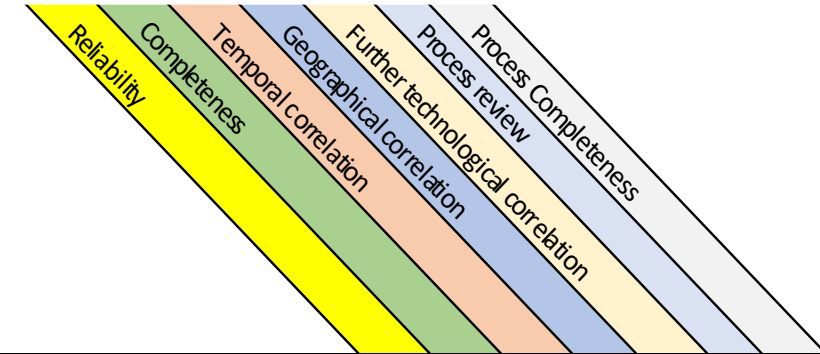 Reliability
Completeness
Temporal correlation
Geographical correlation
Further technological correlation
Process review
Process Completeness